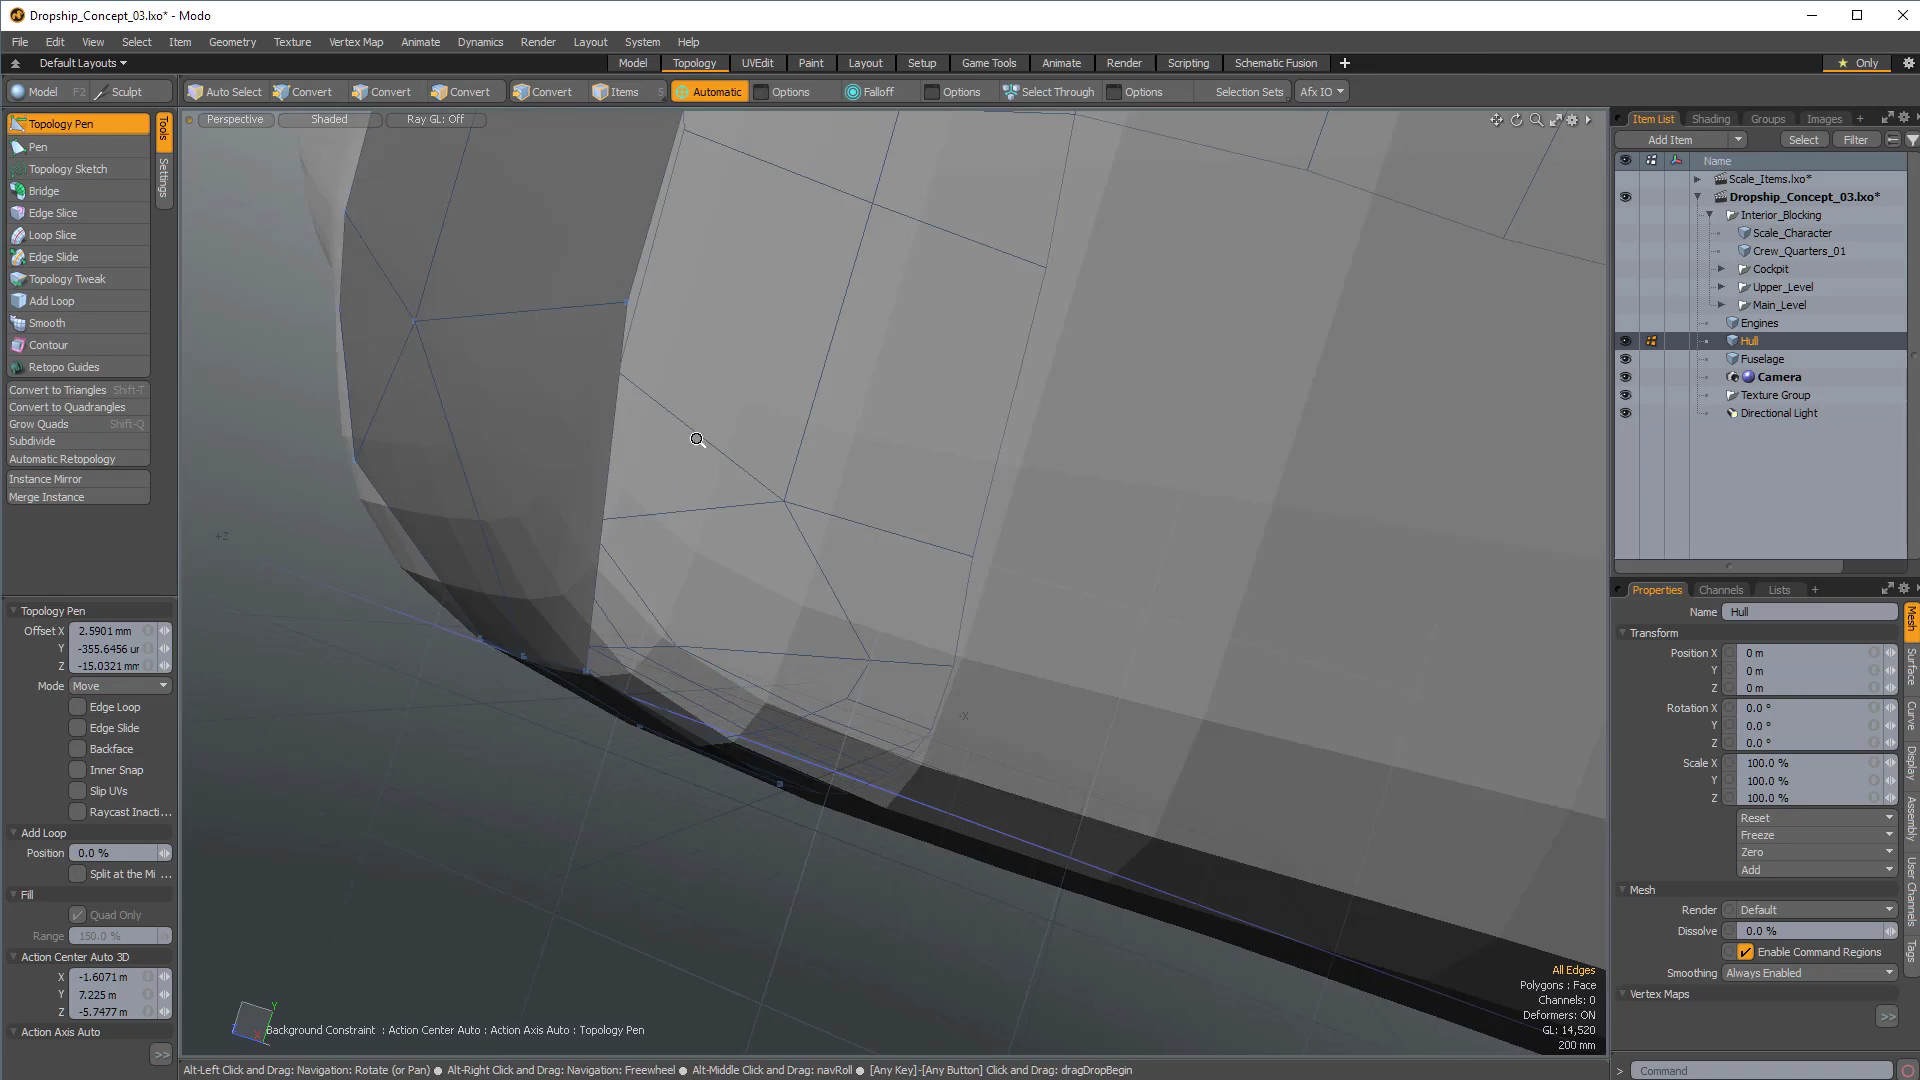 Dropship_Concept_03.lxo* - Modo
File Edit View Select Item Geometry Texture Vertex Map Animate Dynamics Render Layout System Help
Default Layouts Model Topology UVEdit Paint Layout Setup Game Tools Animate Render Scripting Schematic Fusion Only
Model F2 Sculpt Auto Select Convert Convert Convert Convert Items 5 Automatic Options Falloff Options Select Through Options Selection Sets Afx IO
Perspective Shaded Ray GL: Off
Topology Pen
Pen
Topology Sketch
Bridge
Edge Slice
Loop Slice
Edge Slide
Topology Tweak
Add Loop
Smooth
Contour
Retopo Guides
Convert to Triangles Shift-T
Convert to Quadrangles
Grow Quads Shift-Q
Subdivide
Automatic Retopology
Instance Mirror
Merge Instance
Tools
Settings
Topology Pen
Offset X 2.5901 mm
Y -355.6456 ur
Z -15.0321 mm
Mode Move
Edge Loop
Edge Slide
Backface
Inner Snap
Slip UVs
Raycast Inacti...
Add Loop
Position 0.0 %
Split at the Mi ...
Fill
Quad Only
Range 150.0 %
Action Center Auto 3D
X -1.6071 m
Y 7.225 m
Z -5.7477 m
Action Axis Auto
>>
+Z
-X
Y
X
Background Constraint : Action Center Auto : Action Axis Auto : Topology Pen
All Edges
Polygons : Face
Channels: 0
Deformers: ON
GL: 14,520
200 mm
Alt-Left Click and Drag: Navigation: Rotate (or Pan) ● Alt-Right Click and Drag: Navigation: Freewheel ● Alt-Middle Click and Drag: navRoll ● [Any Key]-[Any Button] Click and Drag: dragDropBegin
Item List Shading Groups Images +
Add Item Select Filter
Name
Scale_Items.lxo*
Dropship_Concept_03.lxo*
Interior_Blocking
Scale_Character
Crew_Quarters_01
Cockpit
Upper_Level
Main_Level
Engines
Hull
Fuselage
Camera
Texture Group
Directional Light
Properties Channels Lists +
Name Hull
Transform
Position X 0 m
Y 0 m
Z 0 m
Rotation X 0.0 °
Y 0.0 °
Z 0.0 °
Scale X 100.0 %
Y 100.0 %
Z 100.0 %
Reset
Freeze
Zero
Add
Mesh
Render Default
Dissolve 0.0 %
Enable Command Regions
Smoothing Always Enabled
Vertex Maps
>>
Mesh
Surface
Curve
Display
Assembly
User Channels
Tags
> Command